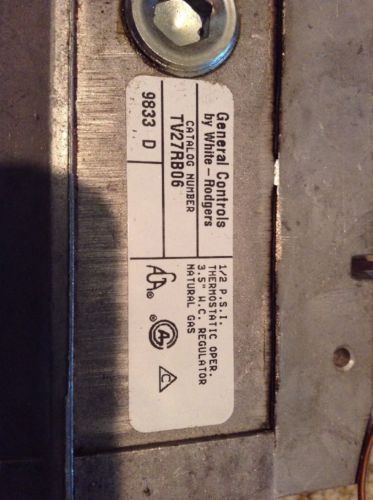 General Controls
by White-Rodgers
CATALOG NUMBER
TV27RB06
9833 D
1/2 P.S.I
THERMOSTATIC OPER.
3.5" W.C. REGULATOR
NATURAL GAS